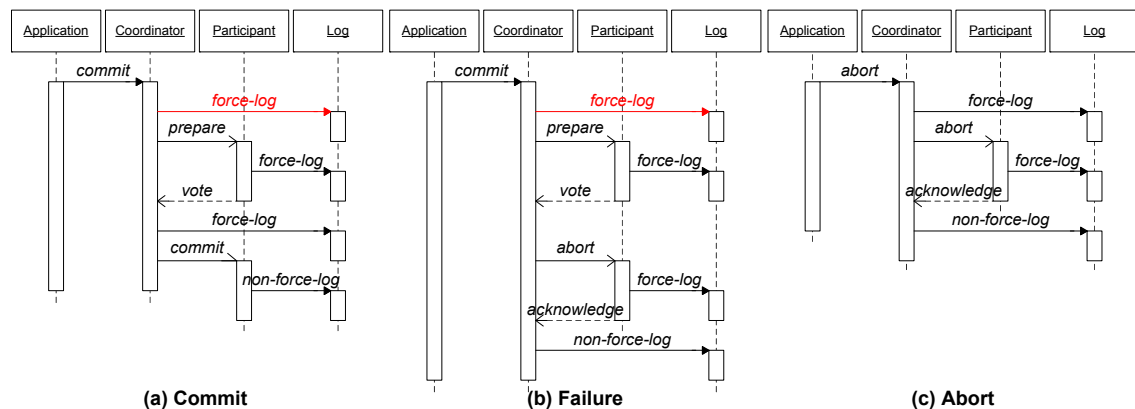 Application Coordinator Participant Log
commit
force-log
prepare
force-log
vote
force-log
commit
non-force-log
(a) Commit
Application Coordinator Participant Log
commit
force-log
prepare
force-log
vote
abort
force-log
acknowledge
non-force-log
(b) Failure
Application Coordinator Participant Log
abort
force-log
abort
force-log
acknowledge
non-force-log
(c) Abort